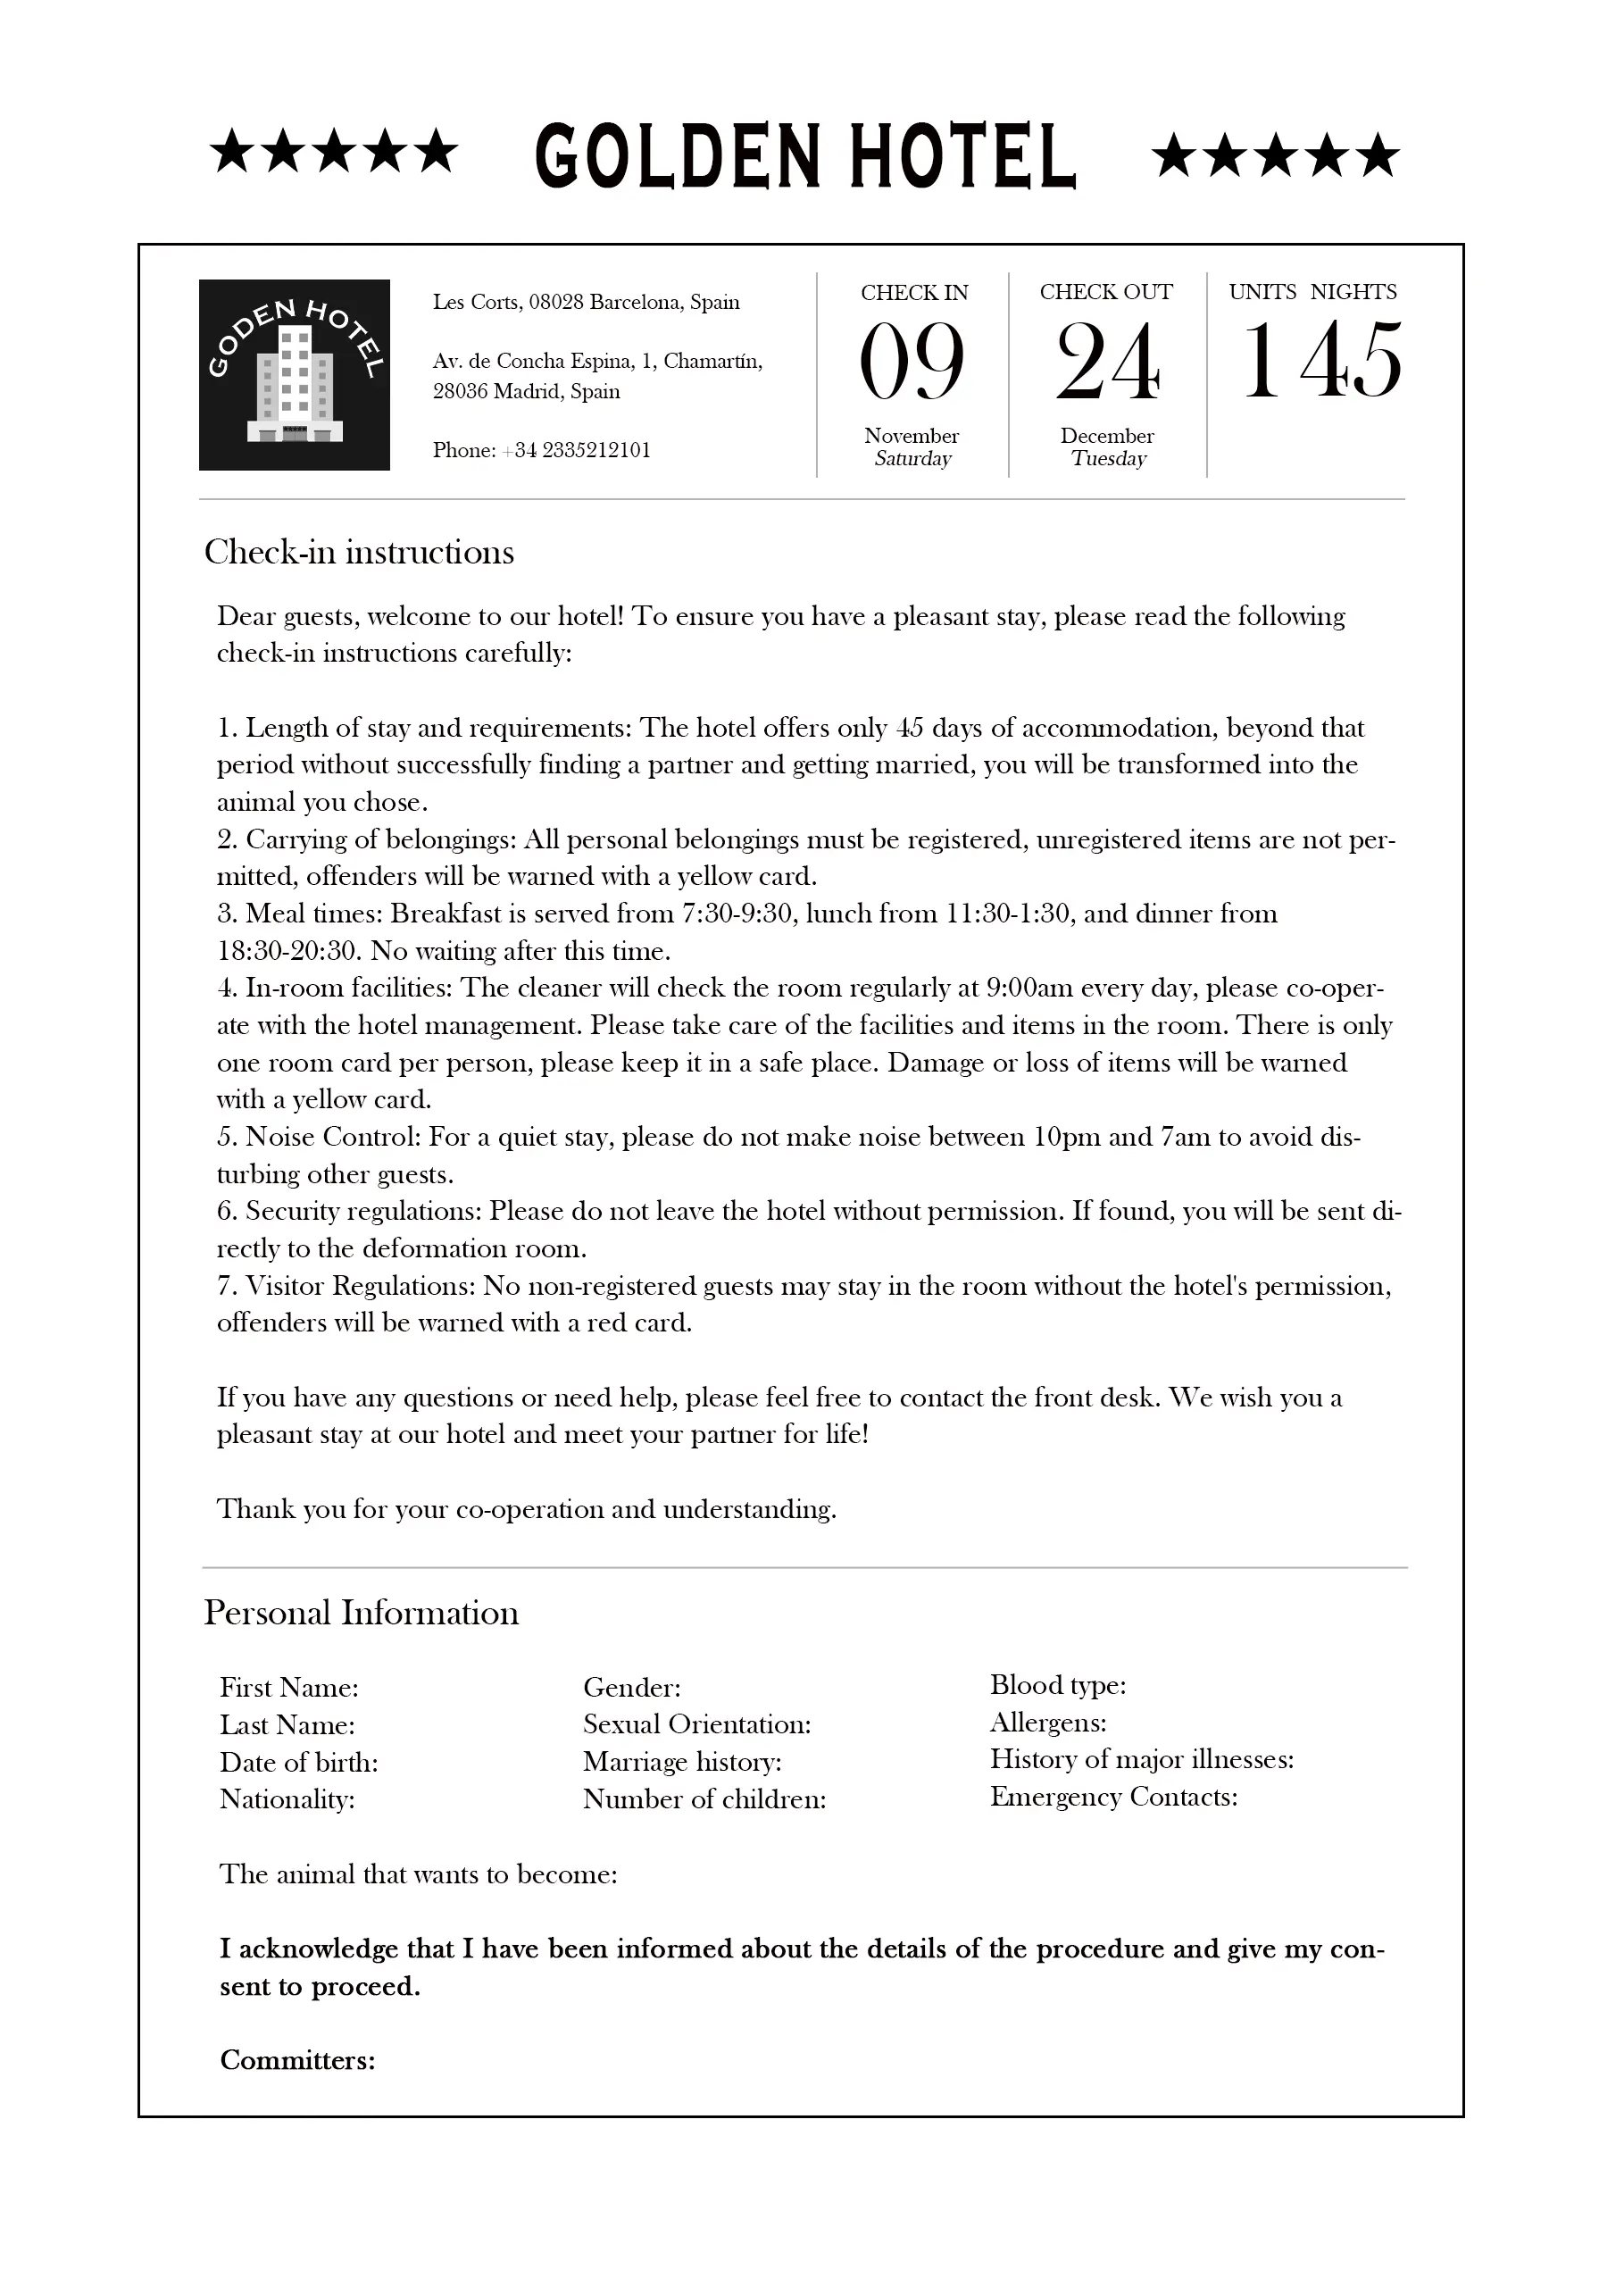 ★★★★★ GOLDEN HOTEL ★★★★★
GODEN HOTEL
Les Corts, 08028 Barcelona, Spain
Av. de Concha Espina, 1, Chamartín,
28036 Madrid, Spain
Phone: +34 2335212101
CHECK IN
09
November
Saturday
CHECK OUT
24
December
Tuesday
UNITS NIGHTS
1 45
Check-in instructions
Dear guests, welcome to our hotel! To ensure you have a pleasant stay, please read the following
check-in instructions carefully:
1. Length of stay and requirements: The hotel offers only 45 days of accommodation, beyond that
period without successfully finding a partner and getting married, you will be transformed into the
animal you chose.
2. Carrying of belongings: All personal belongings must be registered, unregistered items are not per-
mitted, offenders will be warned with a yellow card.
3. Meal times: Breakfast is served from 7:30-9:30, lunch from 11:30-1:30, and dinner from
18:30-20:30. No waiting after this time.
4. In-room facilities: The cleaner will check the room regularly at 9:00am every day, please co-oper-
ate with the hotel management. Please take care of the facilities and items in the room. There is only
one room card per person, please keep it in a safe place. Damage or loss of items will be warned
with a yellow card.
5. Noise Control: For a quiet stay, please do not make noise between 10pm and 7am to avoid dis-
turbing other guests.
6. Security regulations: Please do not leave the hotel without permission. If found, you will be sent di-
rectly to the deformation room.
7. Visitor Regulations: No non-registered guests may stay in the room without the hotel's permission,
offenders will be warned with a red card.
If you have any questions or need help, please feel free to contact the front desk. We wish you a
pleasant stay at our hotel and meet your partner for life!
Thank you for your co-operation and understanding.
Personal Information
First Name:
Last Name:
Date of birth:
Nationality:
Gender:
Sexual Orientation:
Marriage history:
Number of children:
Blood type:
Allergens:
History of major illnesses:
Emergency Contacts:
The animal that wants to become:
I acknowledge that I have been informed about the details of the procedure and give my con-
sent to proceed.
Committers: